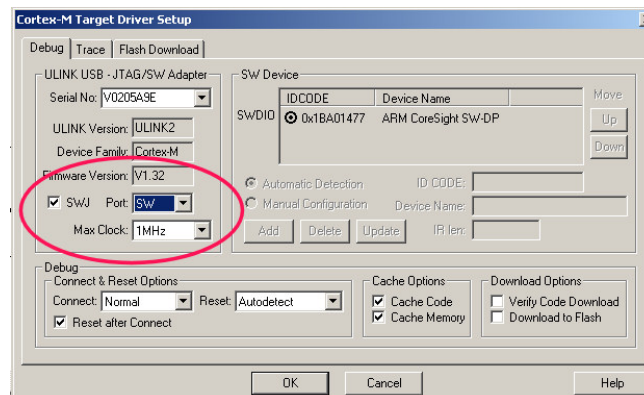 Cortex-M Target Driver Setup
Debug Trace Flash Download
ULINK USB - JTAG/SW Adapter
Serial No: V0205A9E
ULINK Version: ULINK2
Device Family: Cortex-M
Firmware Version: V1.32
SWJ Port: SW
Max Clock: 1MHz
SW Device
IDCODE Device Name
SWDIO 0x1BA01477 ARM CoreSight SW-DP
Move
Up
Down
Automatic Detection ID CODE:
Manual Configuration Device Name:
Add Delete Update IR len:
Debug
Connect & Reset Options
Connect: Normal Reset: Autodetect
Reset after Connect
Cache Options
Cache Code
Cache Memory
Download Options
Verify Code Download
Download to Flash
OK Cancel Help